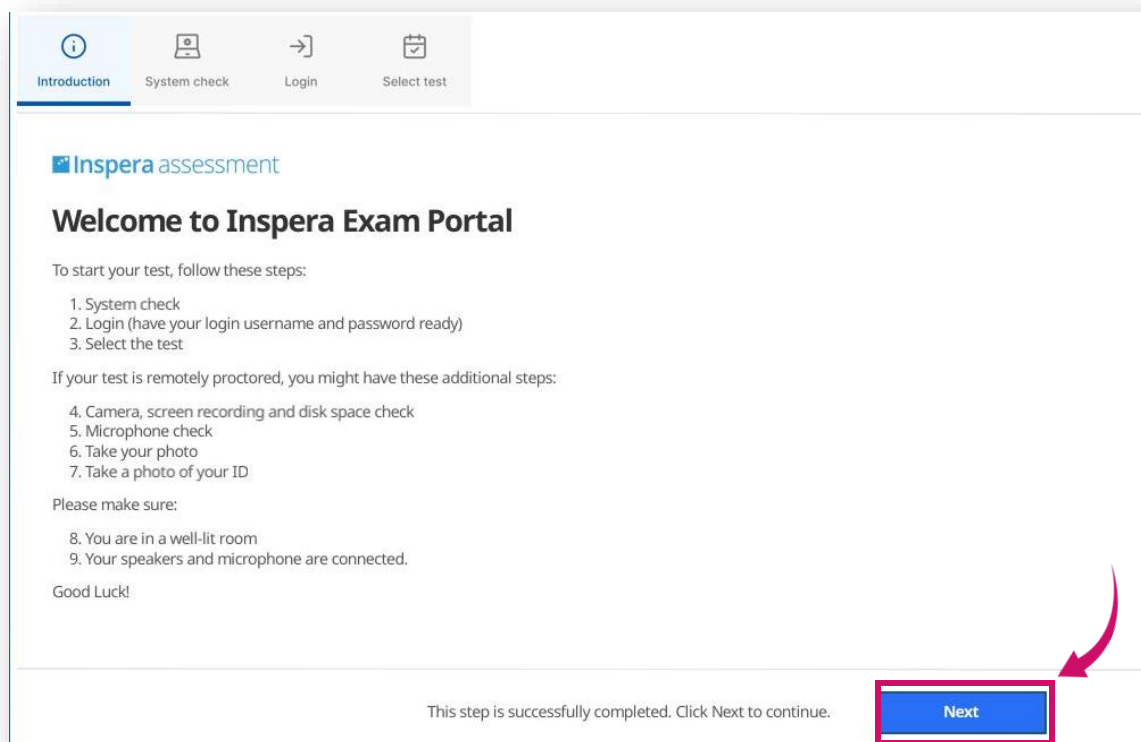 Introduction
System check
Login
Select test
Inspera assessment
Welcome to Inspera Exam Portal
To start your test, follow these steps:
1. System check
2. Login (have your login username and password ready)
3. Select the test
If your test is remotely proctored, you might have these additional steps:
4. Camera, screen recording and disk space check
5. Microphone check
6. Take your photo
7. Take a photo of your ID
Please make sure:
8. You are in a well-lit room
9. Your speakers and microphone are connected.
Good Luck!
This step is successfully completed. Click Next to continue.
Next